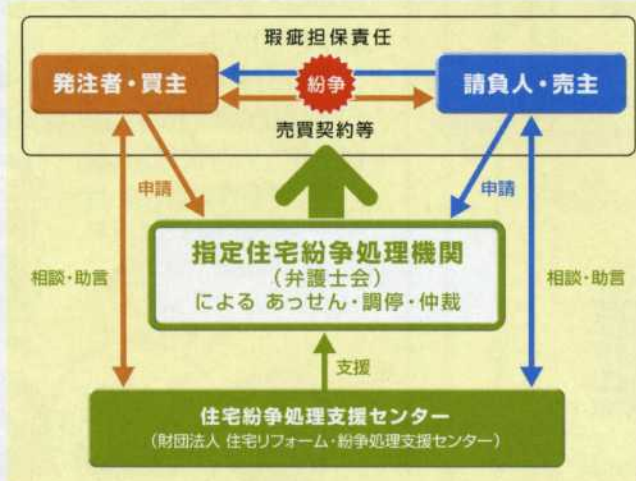 瑕疵担保責任
発注者・買主
紛争
請負人・売主
売買契約等
申請
申請
指定住宅紛争処理機関
（弁護士会）
による あっせん・調停・仲裁
相談・助言
相談・助言
支援
住宅紛争処理支援センター
（財団法人 住宅リフォーム・紛争処理支援センター）